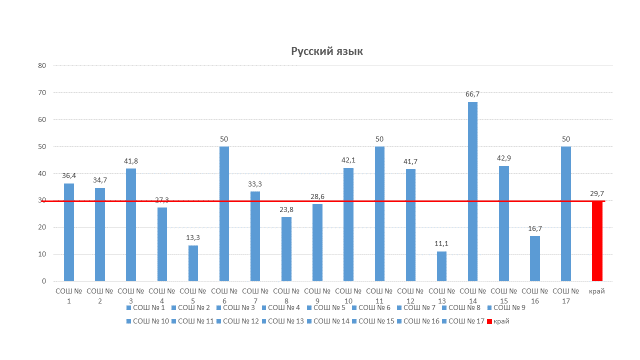 Русский язык
80
70
60
50
40
30
20
10
0
36,4
34,7
41,8
27,3
13,3
50
33,3
23,8
28,6
42,1
50
41,7
11,1
66,7
42,9
16,7
50
29,7
СОШ № 1
СОШ № 2
СОШ № 3
СОШ № 4
СОШ № 5
СОШ № 6
СОШ № 7
СОШ № 8
СОШ № 9
СОШ № 10
СОШ № 11
СОШ № 12
СОШ № 13
СОШ № 14
СОШ № 15
СОШ № 16
СОШ № 17
край
СОШ № 1 СОШ № 2 СОШ № 3 СОШ № 4 СОШ № 5 СОШ № 6 СОШ № 7 СОШ № 8 СОШ № 9
СОШ № 10 СОШ № 11 СОШ № 12 СОШ № 13 СОШ № 14 СОШ № 15 СОШ № 16 СОШ № 17 край